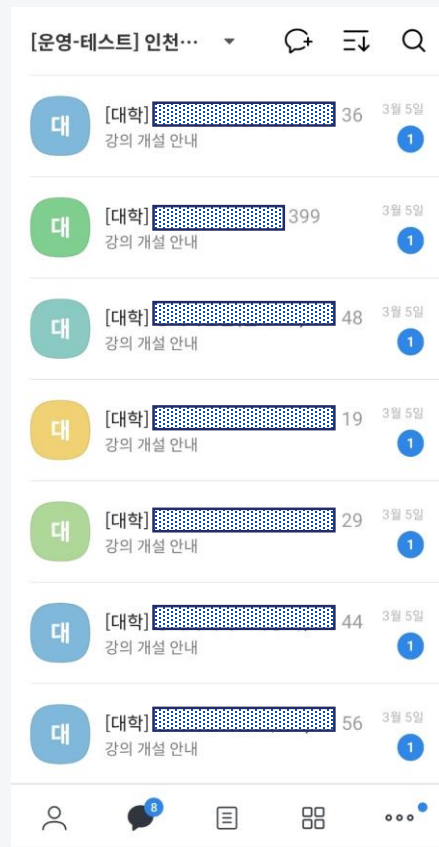 [운영-테스트] 인천…
대 [대학] 36 3월 5일
강의 개설 안내 1
대 [대학] 399 3월 5일
강의 개설 안내 1
대 [대학] 48 3월 5일
강의 개설 안내 1
대 [대학] 19 3월 5일
강의 개설 안내 1
대 [대학] 29 3월 5일
강의 개설 안내 1
대 [대학] 44 3월 5일
강의 개설 안내 1
대 [대학] 56 3월 5일
강의 개설 안내 1
8